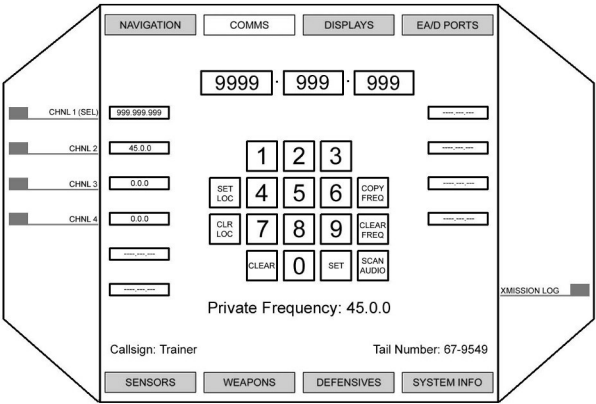 NAVIGATION COMMS DISPLAYS EA/D PORTS
9999 . 999 . 999
CHNL 1 (SEL) 999.999.999 ----.---.---
CHNL 2 45.0.0 ----.---.---
1 2 3
CHNL 3 0.0.0 ----.---.---
SET LOC 4 5 6 COPY FREQ
CHNL 4 0.0.0 ----.---.---
CLR LOC 7 8 9 CLEAR FREQ
----.---.---
CLEAR 0 SET SCAN AUDIO
----.---.---
XMISSION LOG
Private Frequency: 45.0.0
Callsign: Trainer Tail Number: 67-9549
SENSORS WEAPONS DEFENSIVES SYSTEM INFO